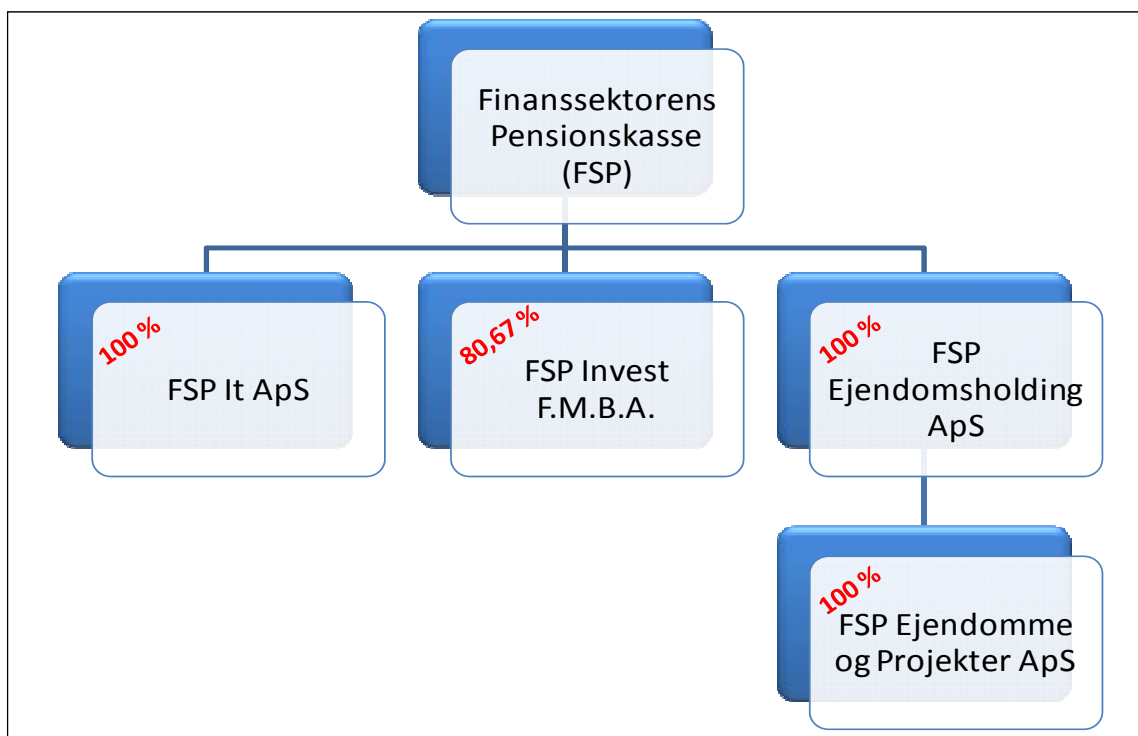 Finanssektorens
Pensionskasse
(FSP)
100 %
FSP It ApS
80,67 %
FSP Invest
F.M.B.A.
100 %
FSP
Ejendomsholding
ApS
100 %
FSP Ejendomme
og Projekter ApS